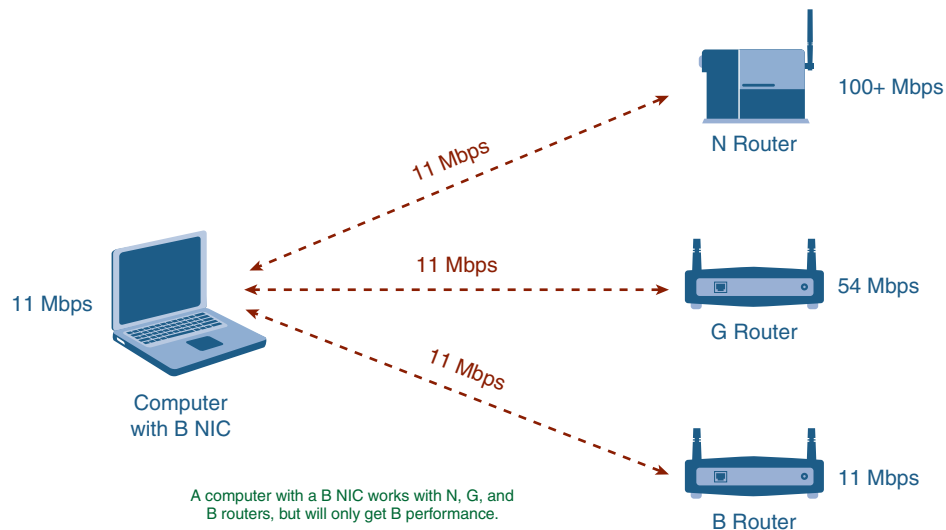 100+ Mbps
N Router
11 Mbps
11 Mbps
54 Mbps
G Router
11 Mbps
11 Mbps
Computer
with B NIC
11 Mbps
B Router
A computer with a B NIC works with N, G, and
B routers, but will only get B performance.